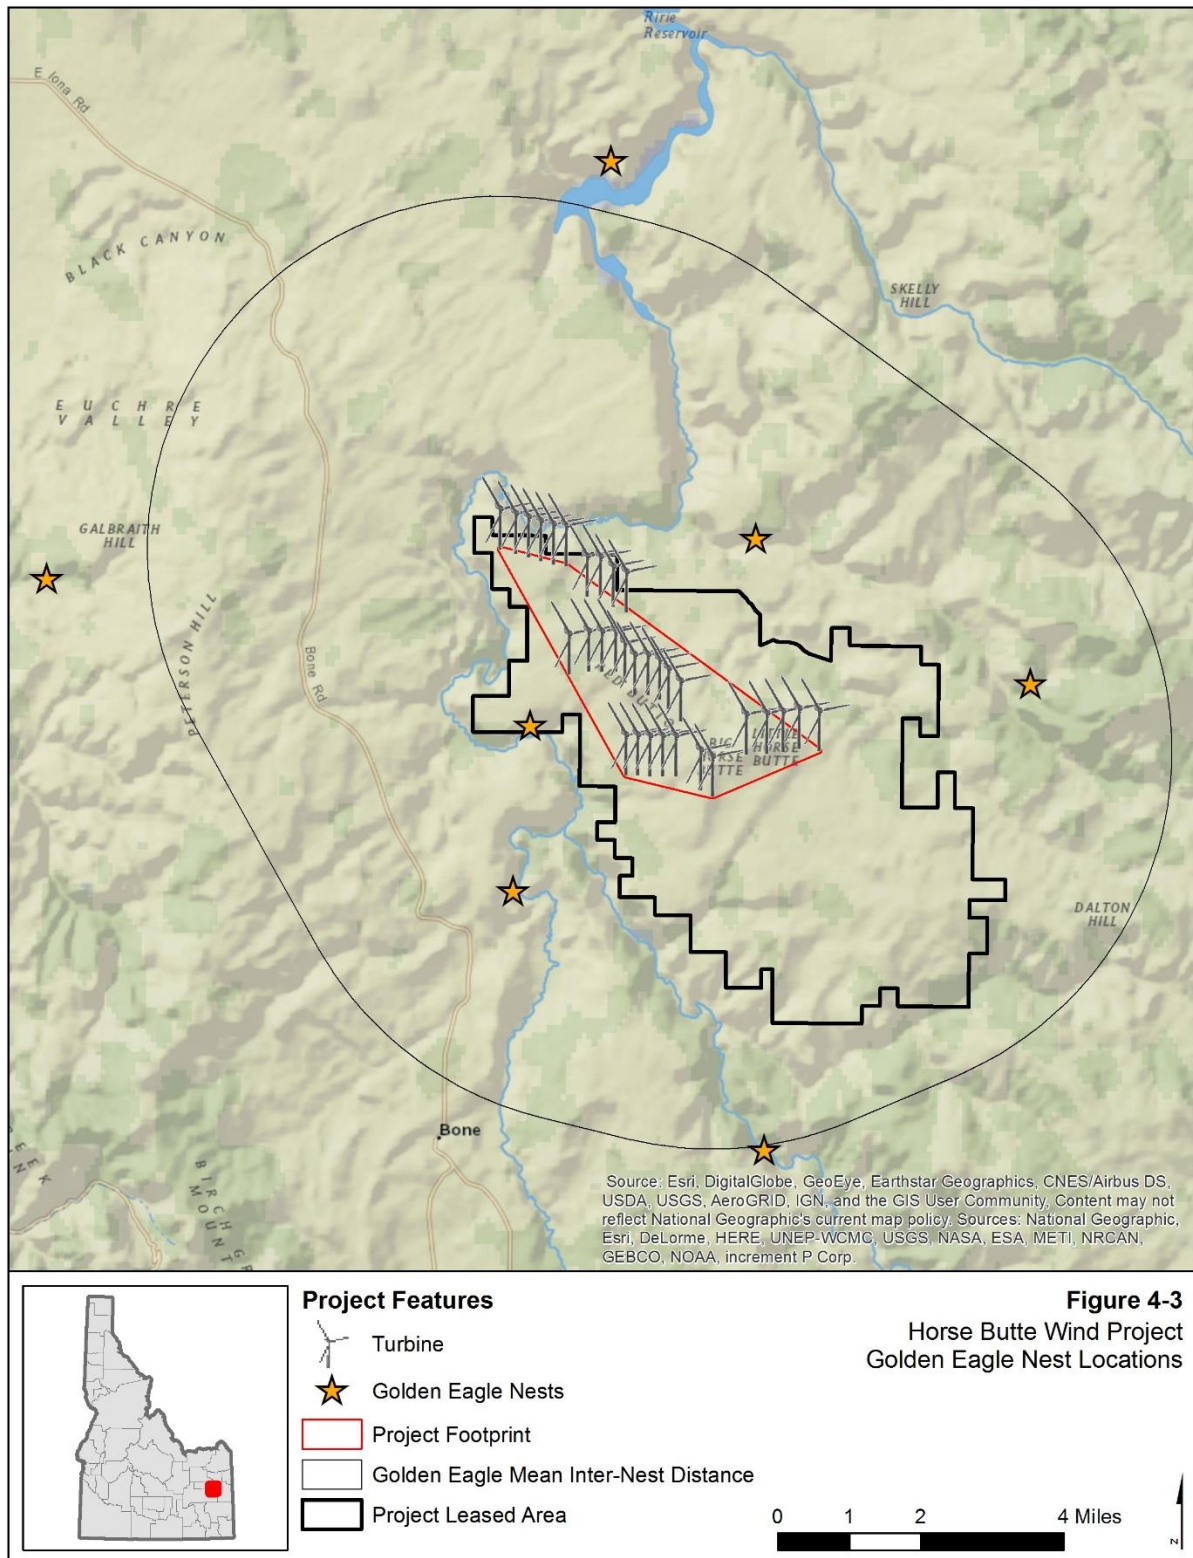 Ririe
Reservoir
E Iona Rd
BLACK CANYON
SKELLY
HILL
EUCHRE
VALLEY
GALBRAITH
HILL
PETERSON HILL
Bone Rd
BIG
HORSE
BUTTE
LITTLE
HORSE
BUTTE
DALTON
HILL
Bone
BIRCH
MOUNT
Source: Esri, DigitalGlobe, GeoEye, Earthstar Geographics, CNES/Airbus DS,
USDA, USGS, AeroGRID, IGN, and the GIS User Community, Content may not
reflect National Geographic's current map policy. Sources: National Geographic,
Esri, DeLorme, HERE, UNEP-WCMC, USGS, NASA, ESA, METI, NRCAN,
GEBCO, NOAA, increment P Corp.
Project Features
Turbine
Golden Eagle Nests
Project Footprint
Golden Eagle Mean Inter-Nest Distance
Project Leased Area
Figure 4-3
Horse Butte Wind Project
Golden Eagle Nest Locations
0 1 2 4 Miles
N